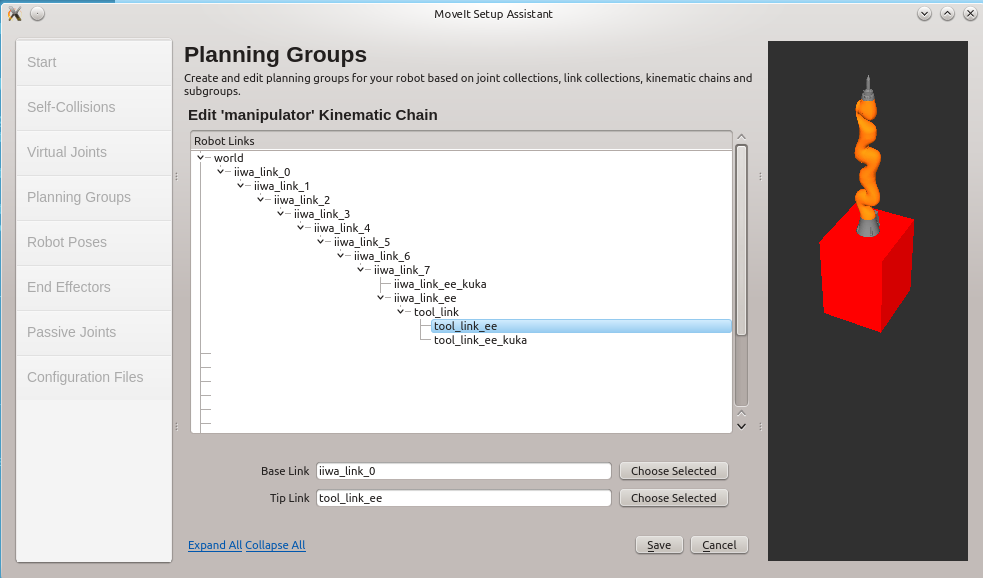 MoveIt Setup Assistant
Start
Self-Collisions
Virtual Joints
Planning Groups
Robot Poses
End Effectors
Passive Joints
Configuration Files
Planning Groups
Create and edit planning groups for your robot based on joint collections, link collections, kinematic chains and
subgroups.
Edit 'manipulator' Kinematic Chain
Robot Links
world
iiwa_link_0
iiwa_link_1
iiwa_link_2
iiwa_link_3
iiwa_link_4
iiwa_link_5
iiwa_link_6
iiwa_link_7
iiwa_link_ee_kuka
iiwa_link_ee
tool_link
tool_link_ee
tool_link_ee_kuka
Base Link iiwa_link_0 Choose Selected
Tip Link tool_link_ee Choose Selected
Expand All Collapse All Save Cancel